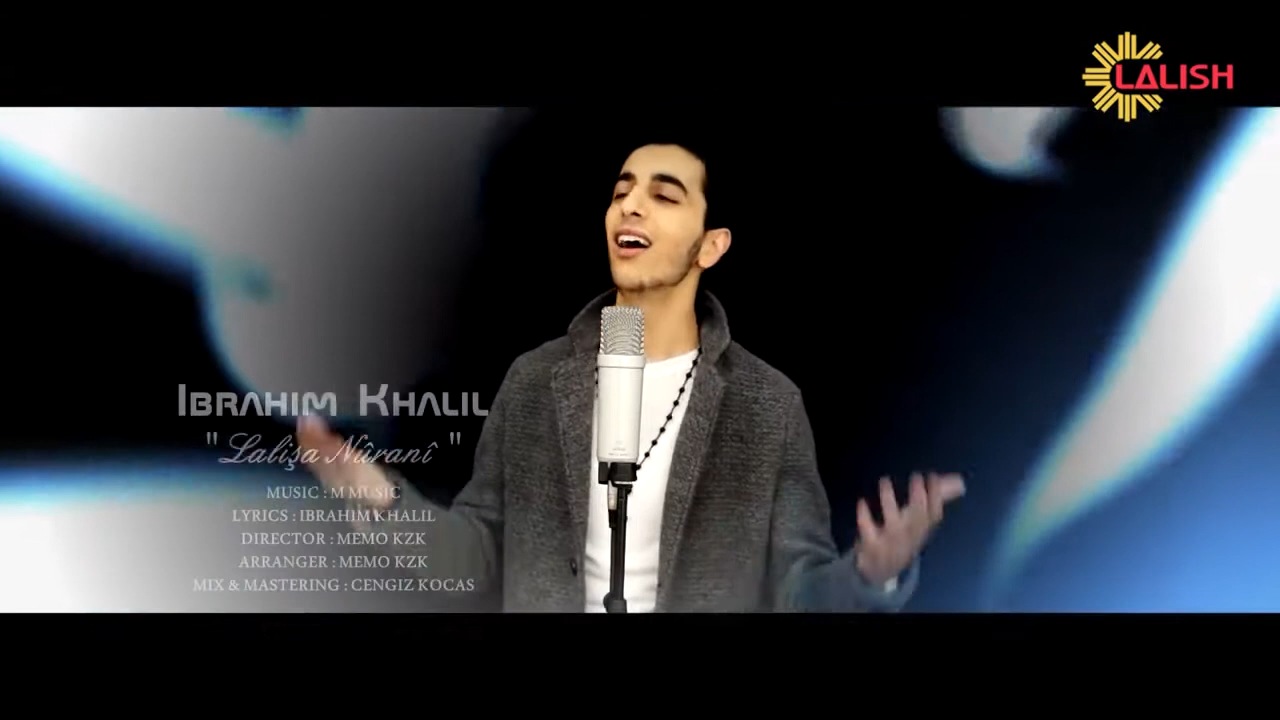 LALISH
IBRAHIM KHALIL
"Lalişa Nûranî"
MUSIC : M MUSIC
LYRICS : IBRAHIM KHALIL
DIRECTOR : MEMO KZK
ARRANGER : MEMO KZK
MIX & MASTERING : CENGIZ KOCAS